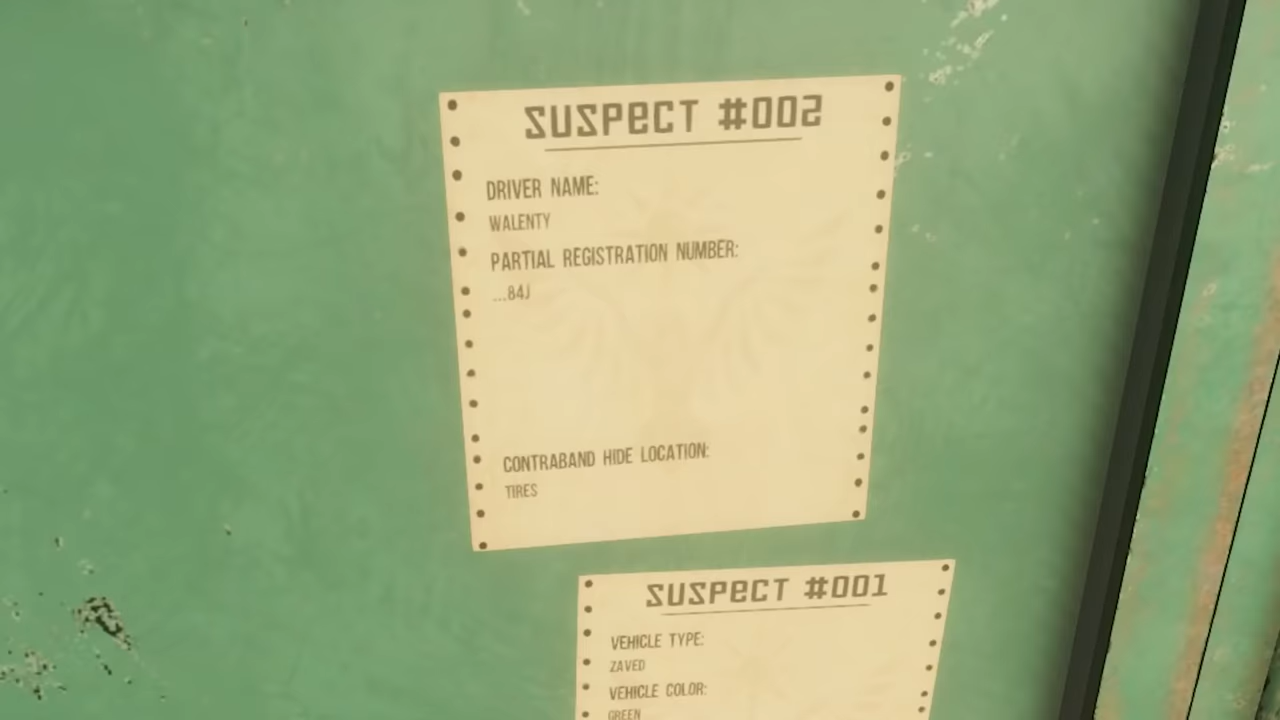 SUSPECT #002
DRIVER NAME:
WALENTY
PARTIAL REGISTRATION NUMBER:
...84J
CONTRABAND HIDE LOCATION:
TIRES
SUSPECT #001
VEHICLE TYPE:
ZAVED
VEHICLE COLOR:
GREEN